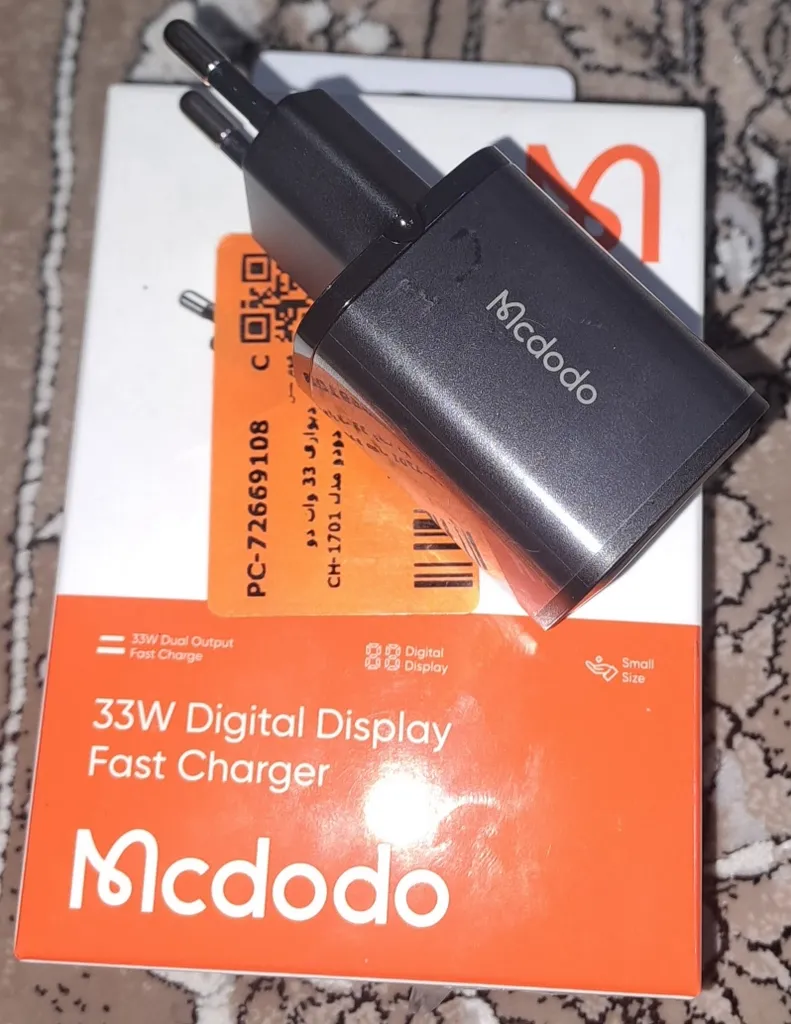 Mcdodo
C
PC-72669108
دیواری 33 وات دو
دودو مدل CH-1701
33W Dual Output
Fast Charge
88 Digital
Display
Small
Size
33W Digital Display
Fast Charger
Mcdodo